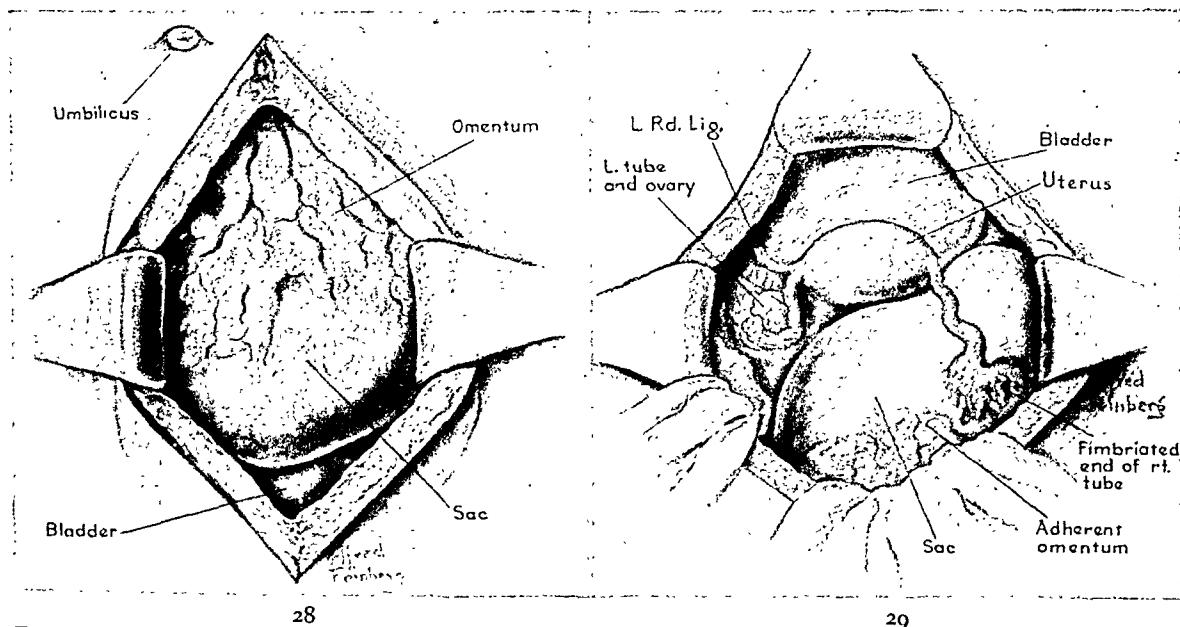 Umbilicus
Omentum
Bladder
Sac
28
L. Rd. Lig.
L. tube
and ovary
Bladder
Uterus
Fimbriated
end of rt.
tube
Adherent
omentum
Sac
29